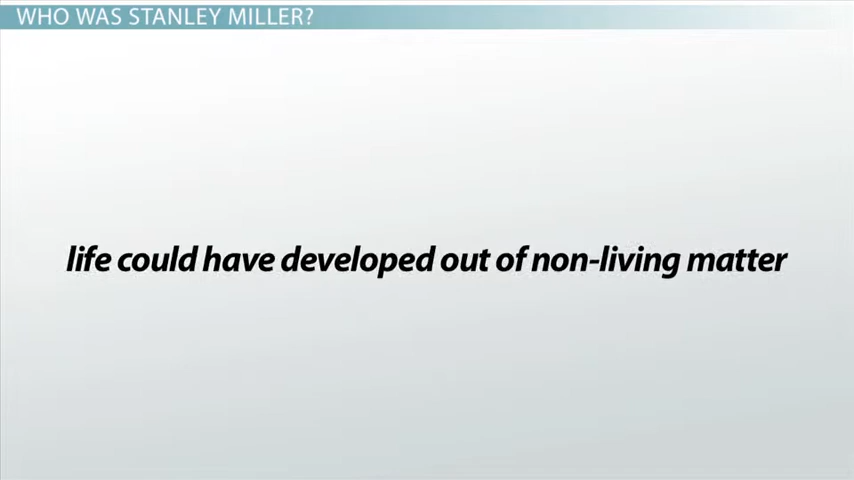 WHO WAS STANLEY MILLER?
life could have developed out of non-living matter